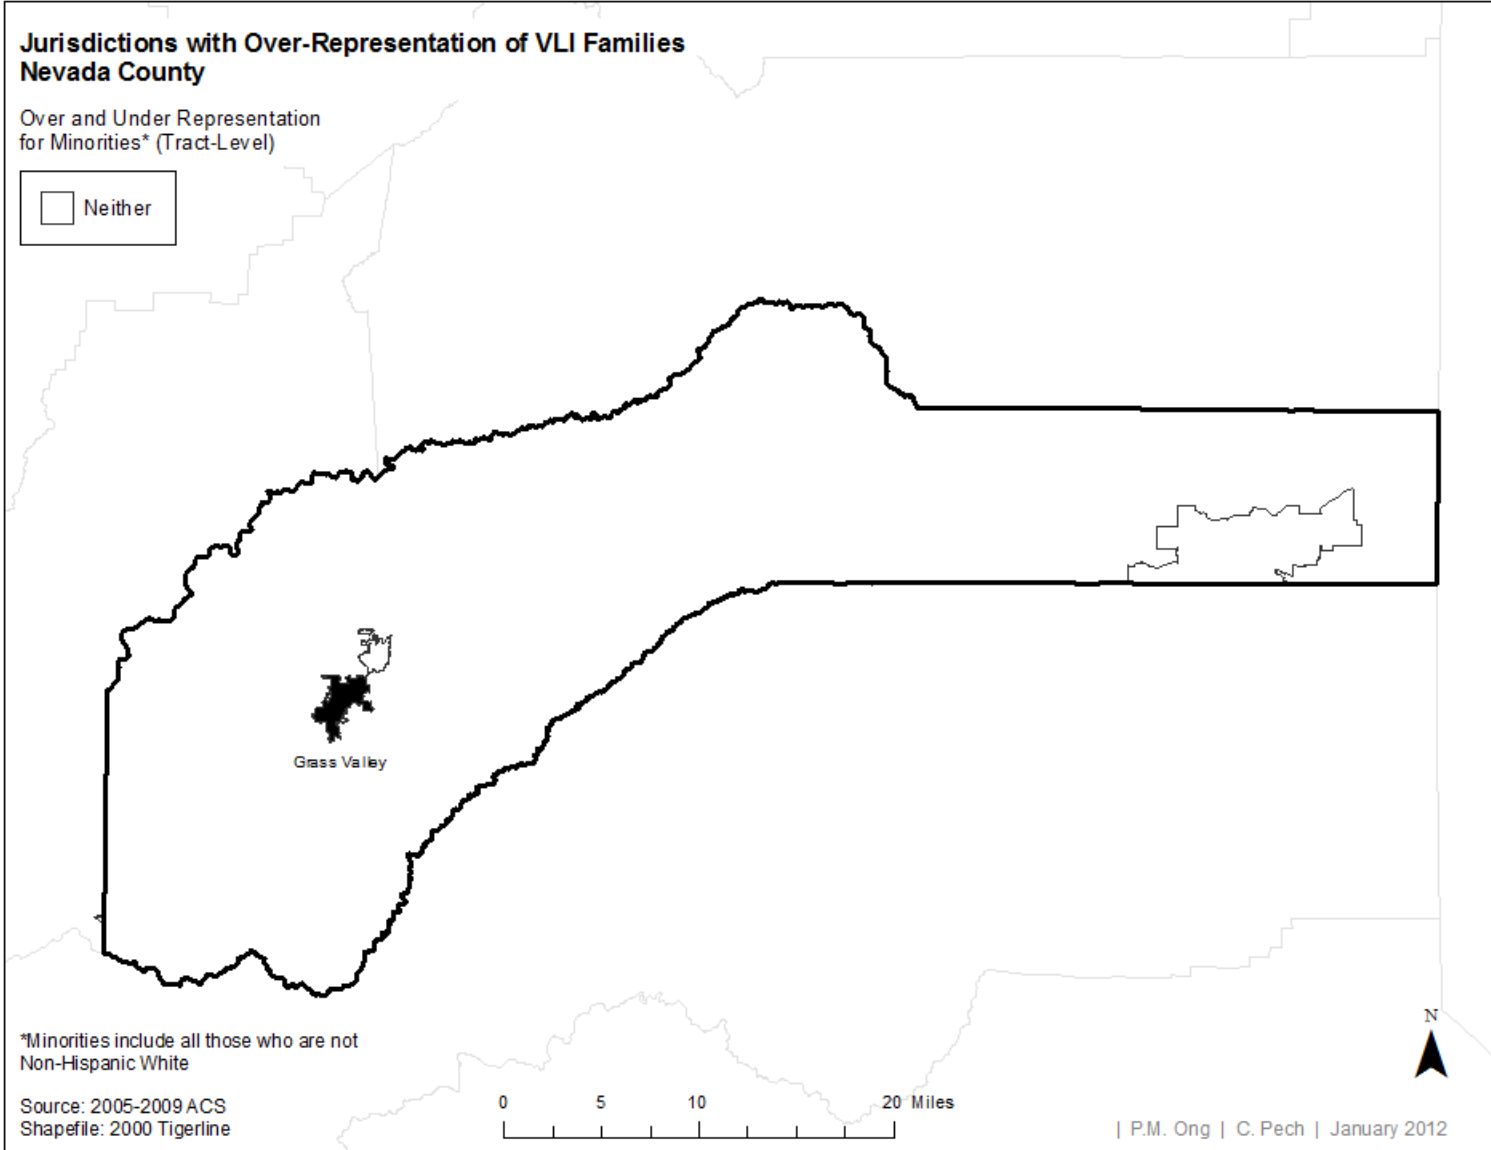 Jurisdictions with Over-Representation of VLI Families
Nevada County
Over and Under Representation
for Minorities* (Tract-Level)
Neither
Grass Valley
*Minorities include all those who are not
Non-Hispanic White
Source: 2005-2009 ACS
Shapefile: 2000 Tigerline
0 5 10 20 Miles
N
| P.M. Ong | C. Pech | January 2012